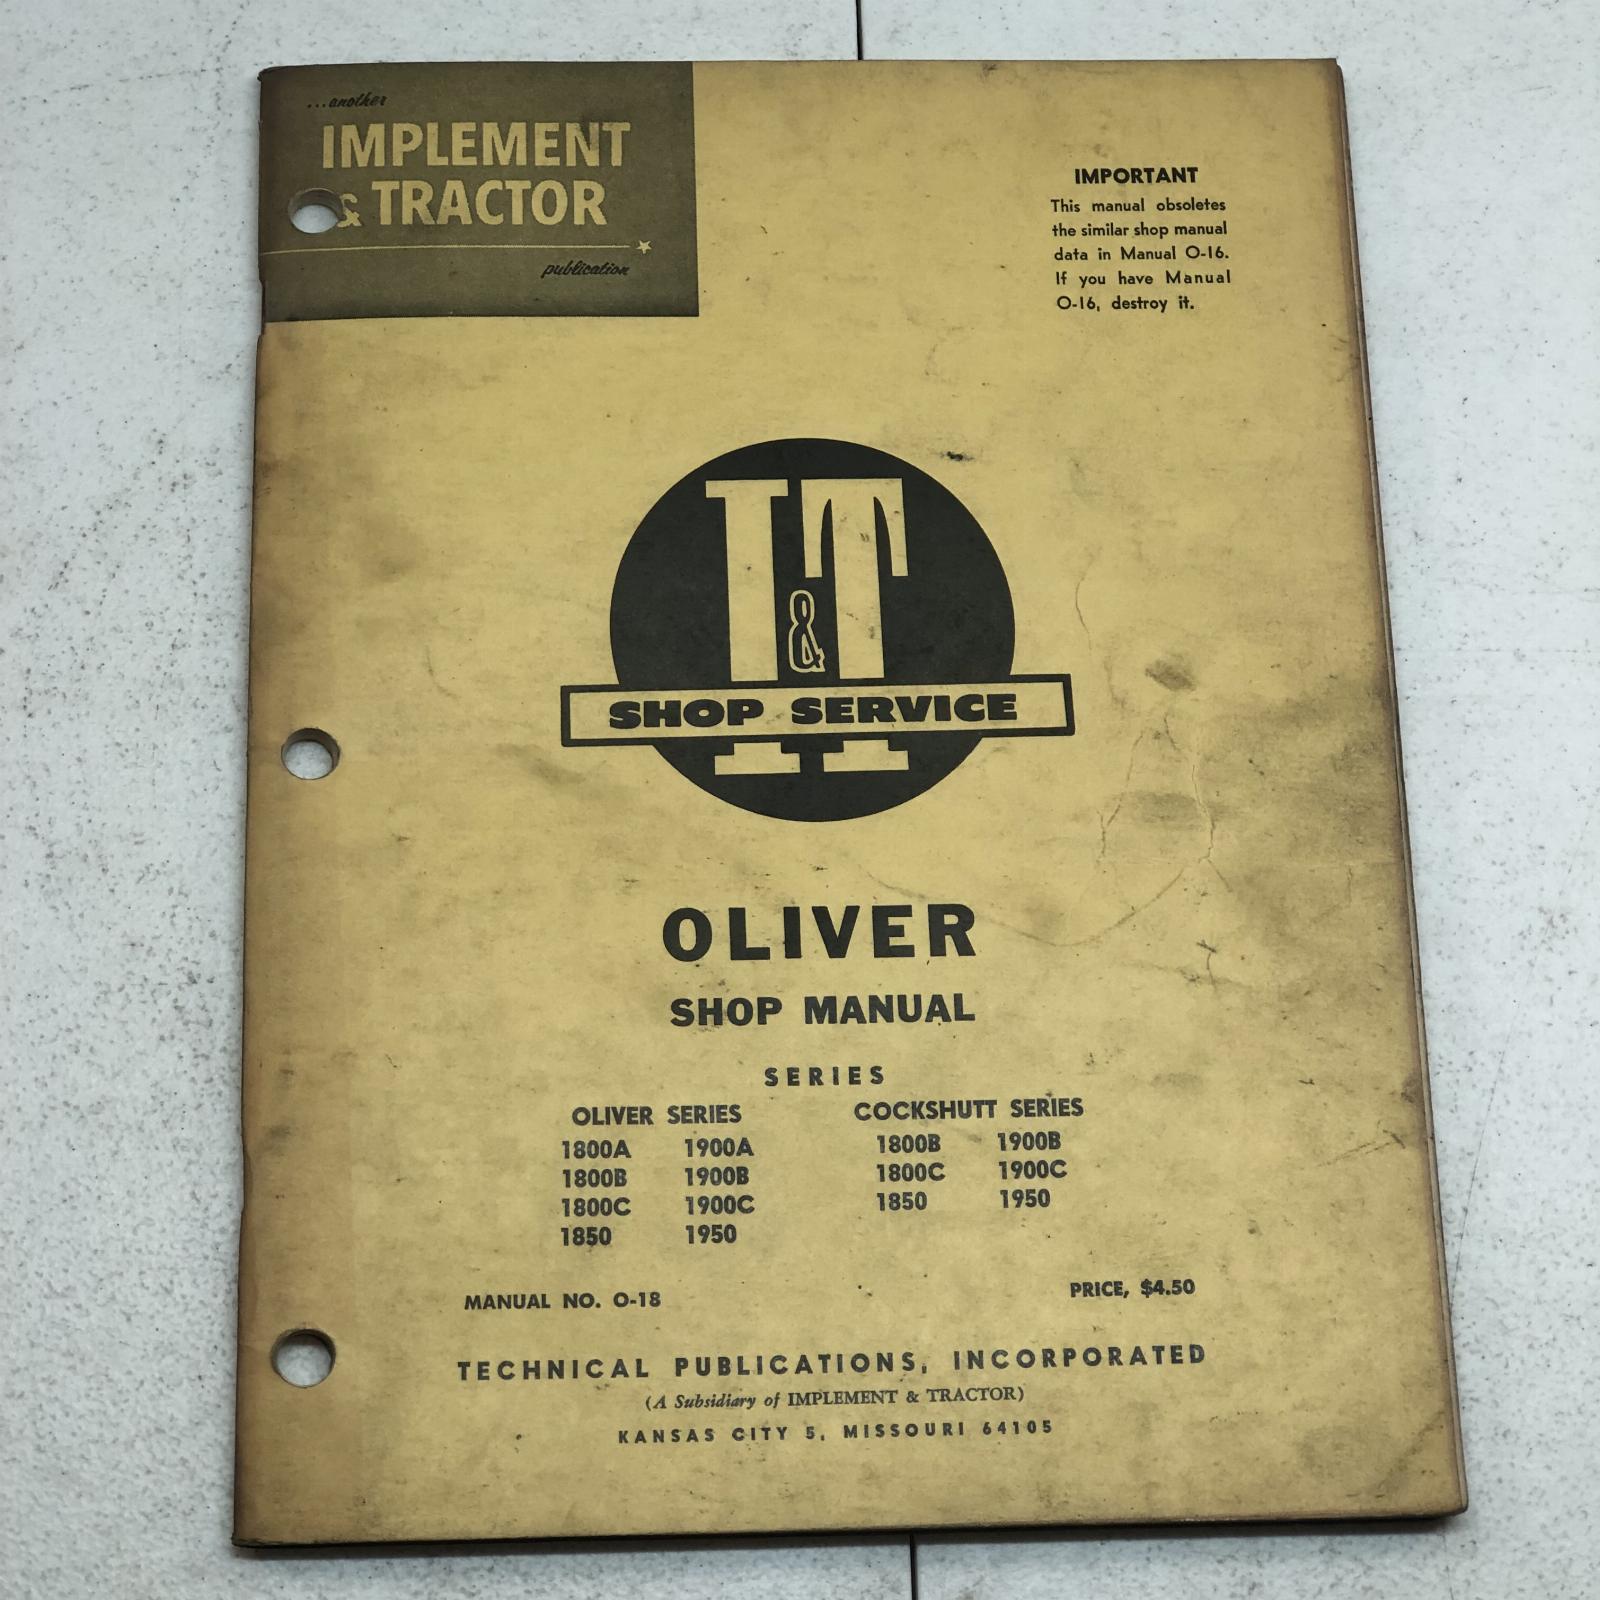 ...another
IMPLEMENT
& TRACTOR
publication
IMPORTANT
This manual obsoletes
the similar shop manual
data in Manual O-16.
If you have Manual
O-16, destroy it.
I&T
SHOP SERVICE
OLIVER
SHOP MANUAL
SERIES
OLIVER SERIES COCKSHUTT SERIES
1800A 1900A 1800B 1900B
1800B 1900B 1800C 1900C
1800C 1900C 1850 1950
1850 1950
MANUAL NO. O-18 PRICE, $4.50
TECHNICAL PUBLICATIONS, INCORPORATED
(A Subsidiary of IMPLEMENT & TRACTOR)
KANSAS CITY 5, MISSOURI 64105